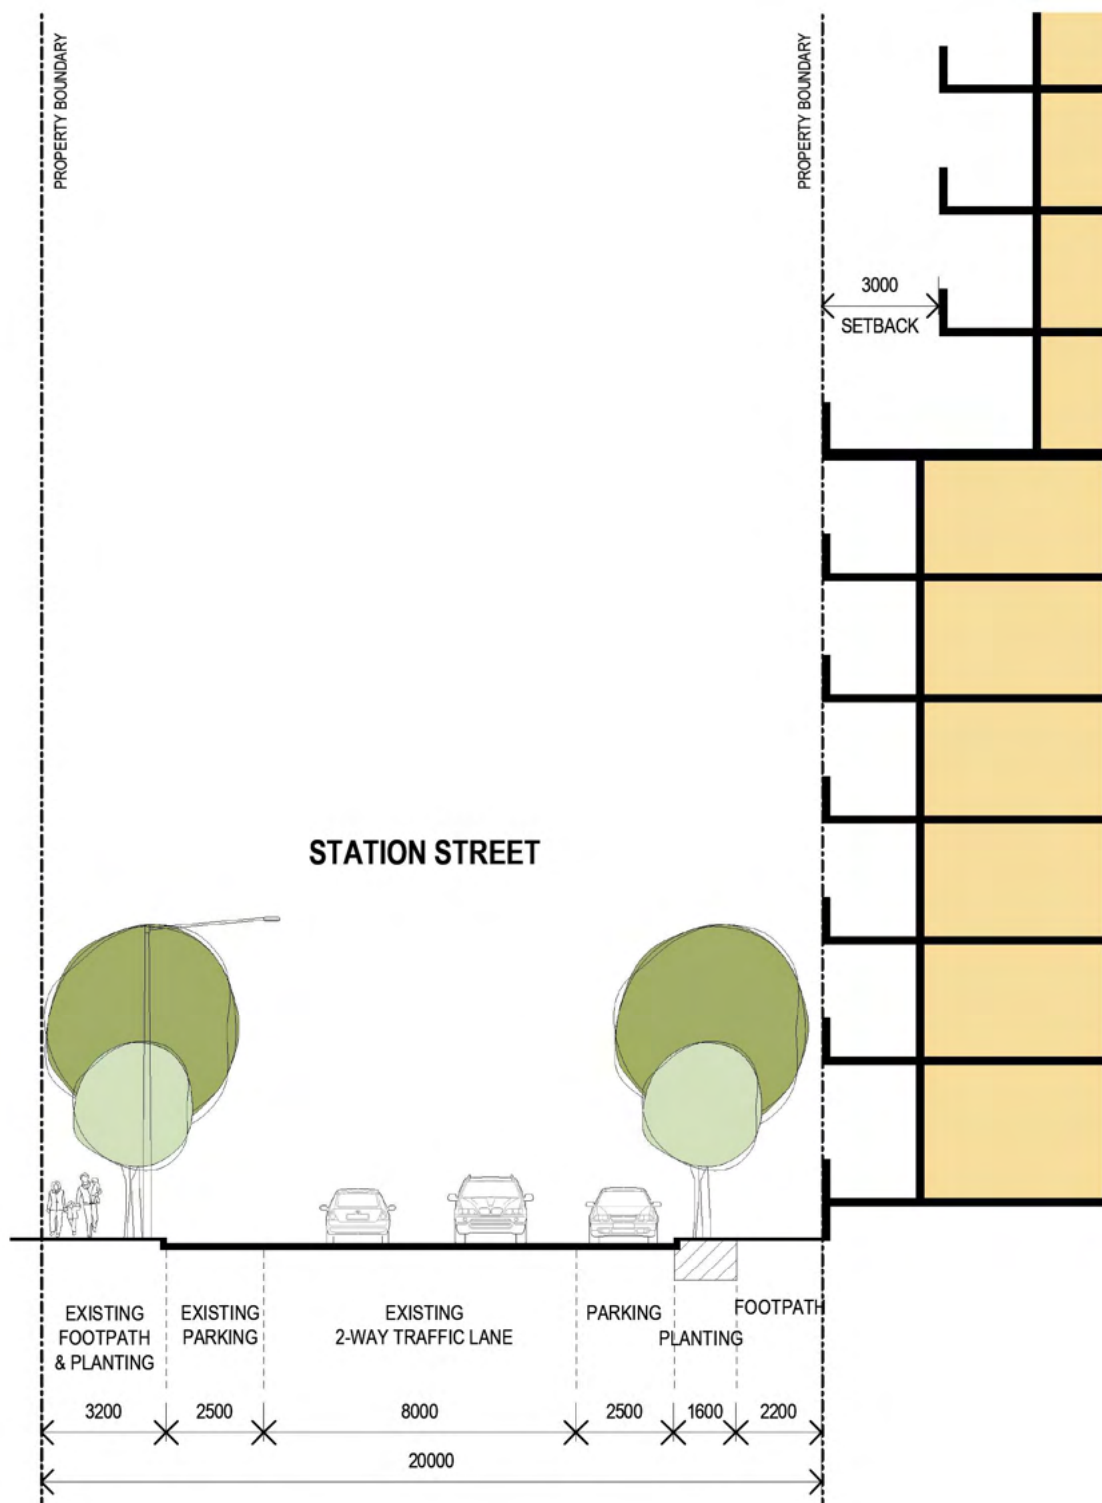 PROPERTY BOUNDARY
PROPERTY BOUNDARY
3000
SETBACK
STATION STREET
EXISTING
FOOTPATH
& PLANTING
EXISTING
PARKING
EXISTING
2-WAY TRAFFIC LANE
PARKING
PLANTING
FOOTPATH
3200
2500
8000
2500
1600
2200
20000